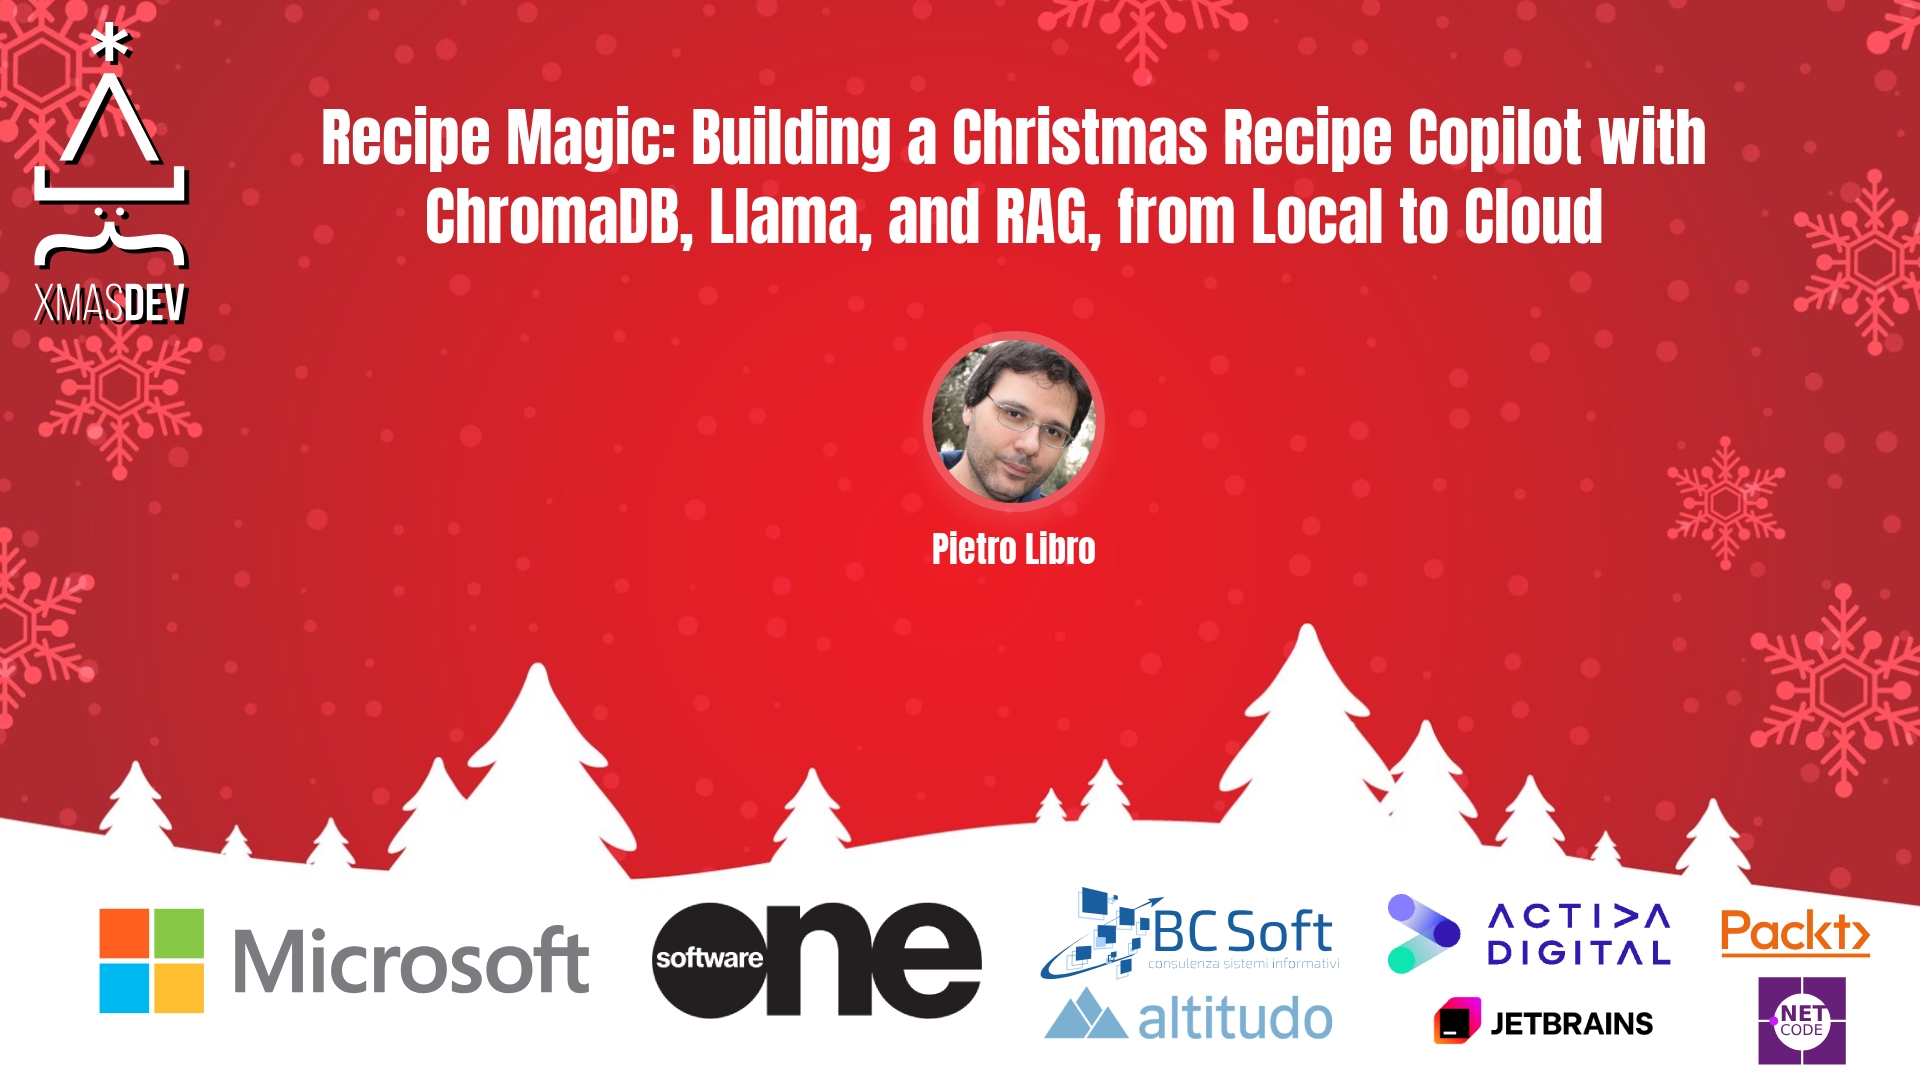 Recipe Magic: Building a Christmas Recipe Copilot with
ChromaDB, Llama, and RAG, from Local to Cloud
XMASDEV
Pietro Libro
Microsoft
software one
BC Soft
consulenza sistemi informativi
altitudo
ACTIVA
DIGITAL
JETBRAINS
Packt>
.NET
CODE